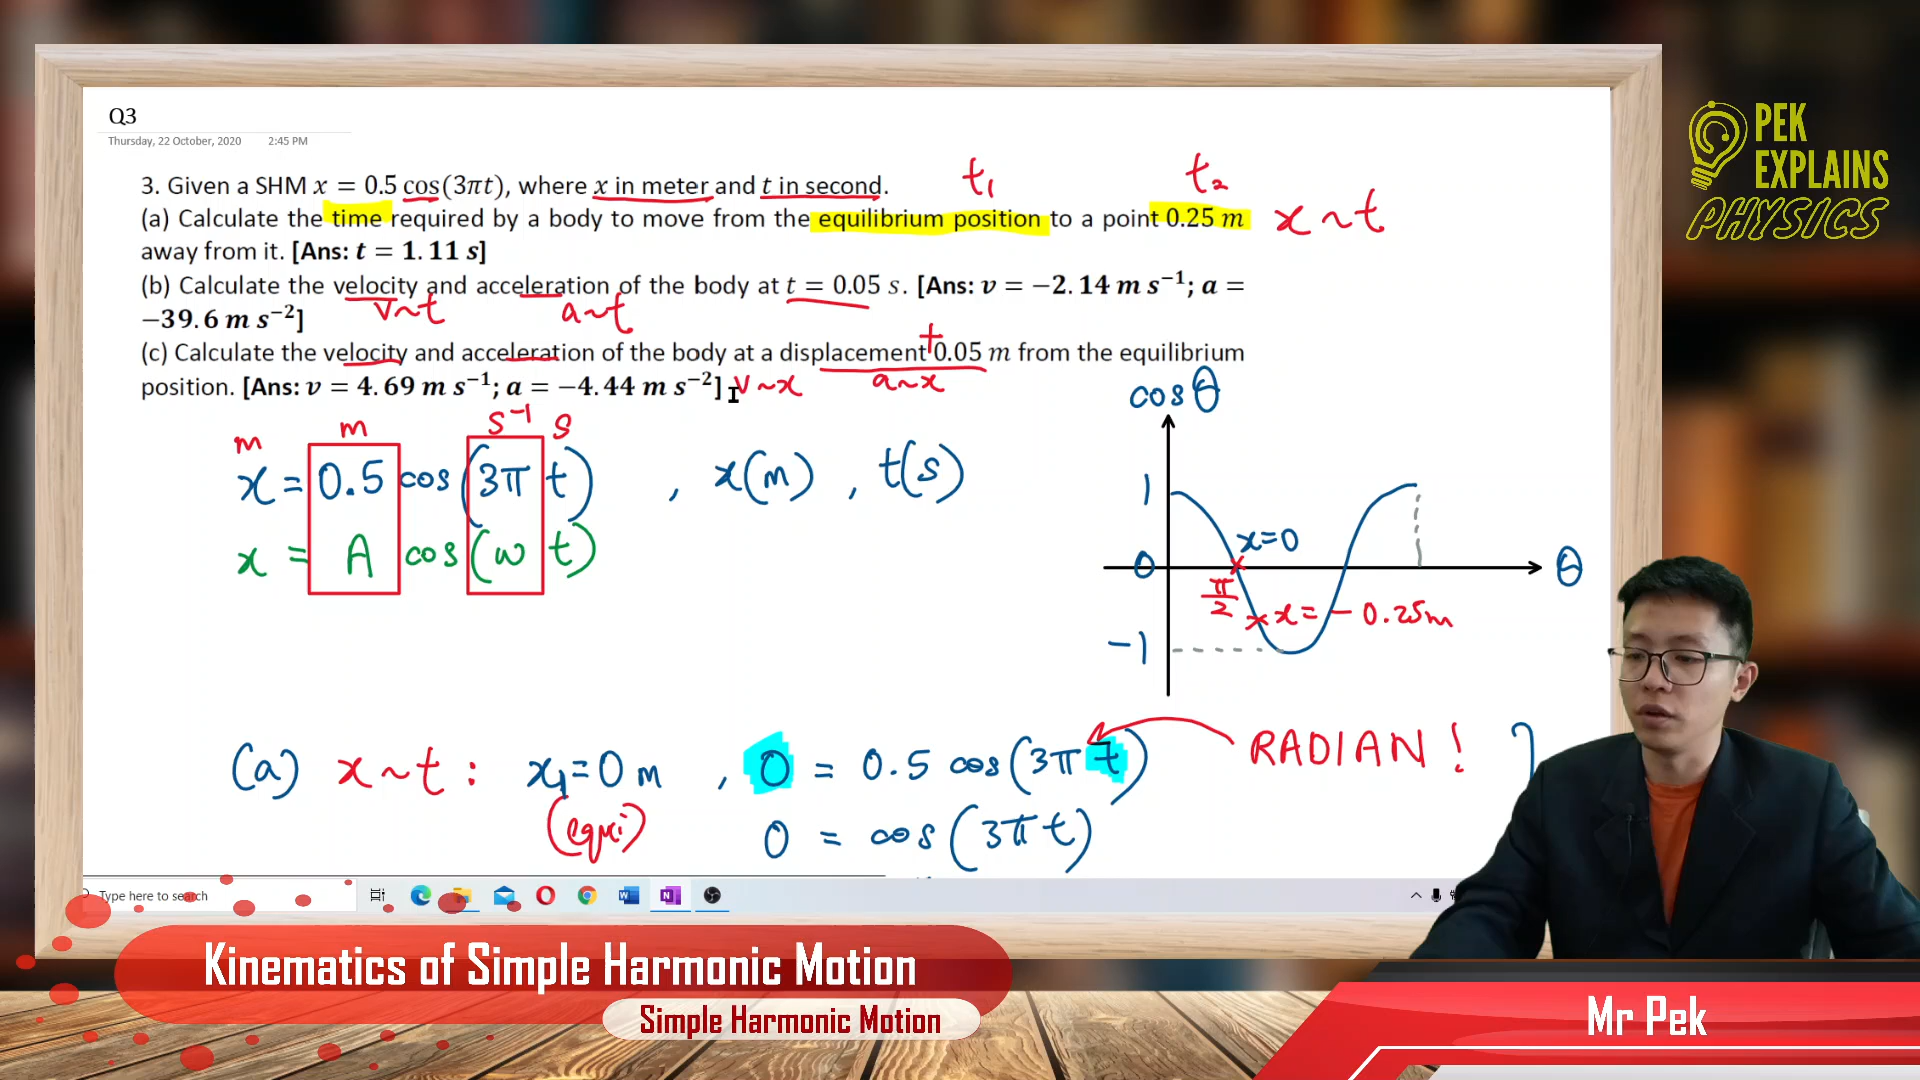 Q3
Thursday, 22 October, 2020 2:45 PM
PEK
EXPLAINS
PHYSICS
t₁ t₂
3. Given a SHM x = 0.5 cos(3πt), where x in meter and t in second.
(a) Calculate the time required by a body to move from the equilibrium position to a point 0.25 m x ~ t
away from it. [Ans: t = 1.11 s]
(b) Calculate the velocity and acceleration of the body at t = 0.05 s. [Ans: v = −2.14 m s⁻¹; a =
v~t a~t
−39.6 m s⁻²]
+
(c) Calculate the velocity and acceleration of the body at a displacement 0.05 m from the equilibrium
position. [Ans: v = 4.69 m s⁻¹; a = −4.44 m s⁻²] v~x a~x
cos θ
m m s⁻¹ s
x = 0.5 cos(3π t) , x(m) , t(s)
x = A cos(ω t)
1
x=0
0 θ
π/2
x = −0.25m
−1
RADIAN!
(a) x ~ t : x₁=0 m , 0 = 0.5 cos(3π t)
(equi) 0 = cos(3π t)
Type here to search
Kinematics of Simple Harmonic Motion
Simple Harmonic Motion
Mr Pek